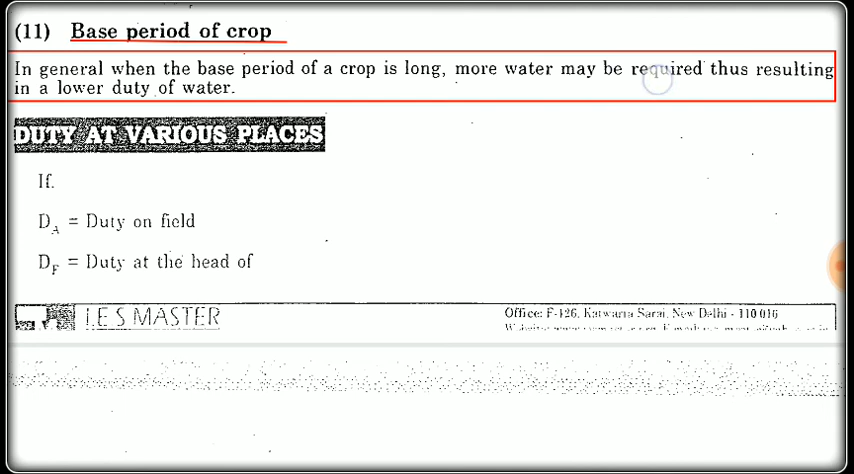 (11) Base period of crop
In general when the base period of a crop is long, more water may be required thus resulting
in a lower duty of water.
DUTY AT VARIOUS PLACES
If.
D_A = Duty on field
D_F = Duty at the head of
I.E.S MASTER
Office: F-126, Katwaria Sarai, New Delhi - 110 016